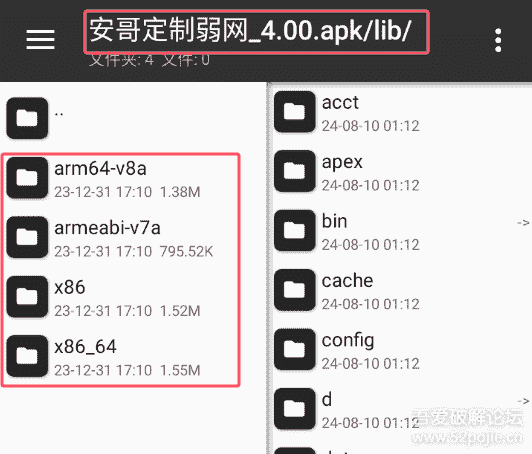 安哥定制弱网_4.00.apk/lib/
文件夹: 4 文件: 0
..
arm64-v8a
23-12-31 17:10 1.38M
armeabi-v7a
23-12-31 17:10 795.52K
x86
23-12-31 17:10 1.52M
x86_64
23-12-31 17:10 1.55M
acct
24-08-10 01:12
apex
24-08-10 01:12
bin
24-08-10 01:12
->
cache
24-08-10 01:12
config
24-08-10 01:12
d
24-08-10 01:12
->
吾爱破解论坛
www.52pojie.cn